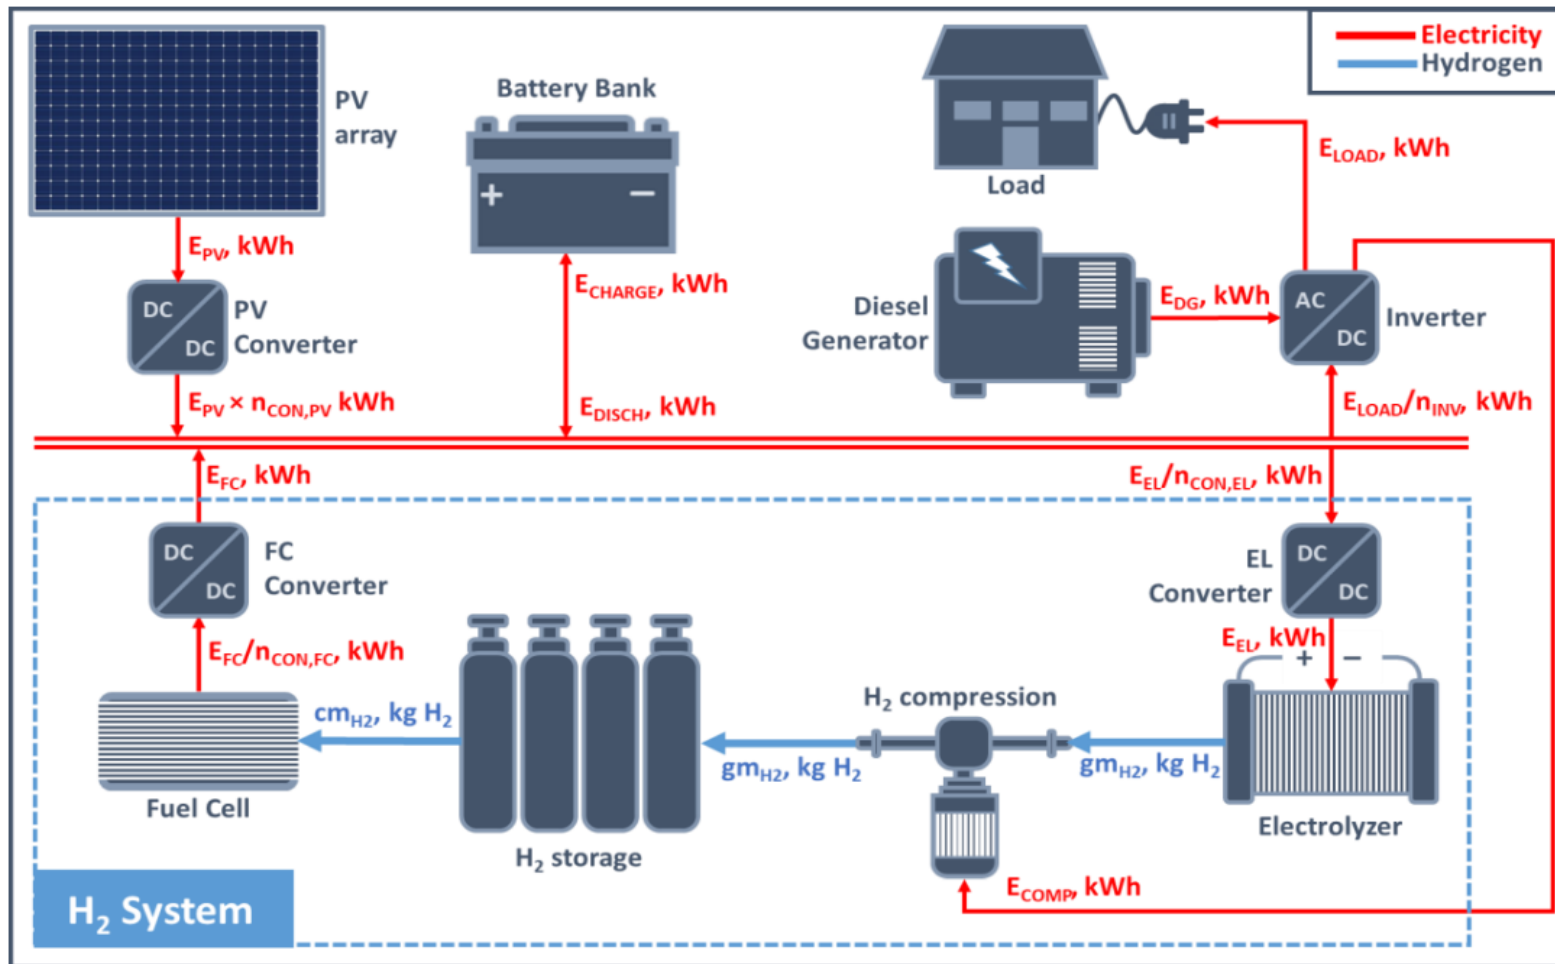 Electricity
Hydrogen
PV
array
Battery Bank
+ −
Load
E_LOAD, kWh
E_PV, kWh
DC
DC
PV
Converter
E_CHARGE, kWh
Diesel
Generator
E_DG, kWh
AC
DC
Inverter
E_PV × n_CON,PV kWh
E_DISCH, kWh
E_LOAD/n_INV, kWh
E_FC, kWh
E_EL/n_CON,EL, kWh
DC
DC
FC
Converter
EL
Converter
DC
DC
E_FC/n_CON,FC, kWh
E_EL, kWh
+ −
cm_H2, kg H₂
H₂ compression
gm_H2, kg H₂
gm_H2, kg H₂
Fuel Cell
H₂ storage
Electrolyzer
E_COMP, kWh
H₂ System